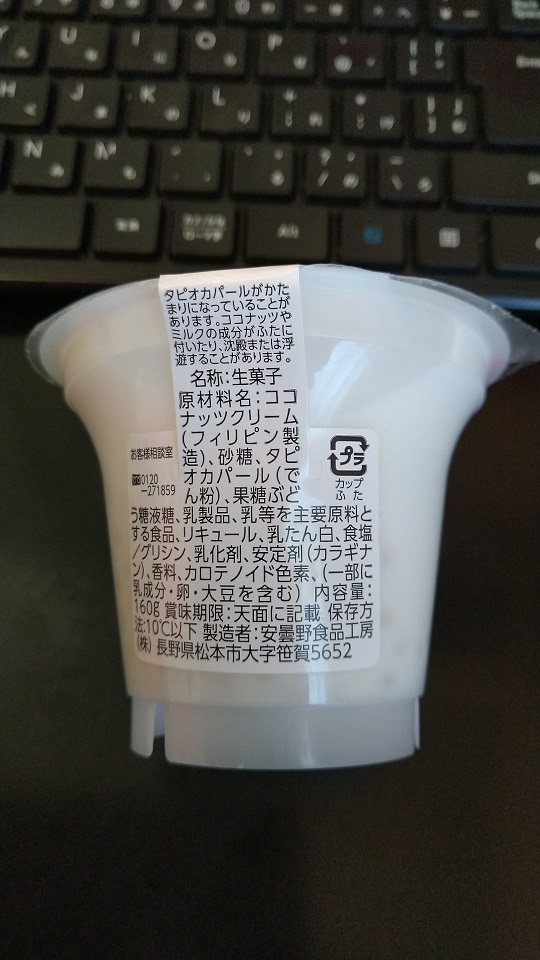 Y
U
I
O
P
H
J
K
L
N
M
Alt
タピオカパールがかた
まりになっていることが
あります。ココナッツや
ミルクの成分がふたに
付いたり、沈殿または浮
遊することがあります。
名称:生菓子
原材料名:ココ
ナッツクリーム
(フィリピン製
造)、砂糖、タピ
オカパール(で
ん粉)、果糖ぶど
う糖液糖、乳製品、乳等を主要原料と
する食品、リキュール、乳たん白、食塩
/グリシン、乳化剤、安定剤(カラギナ
ン)、香料、カロテノイド色素、(一部に
乳成分・卵・大豆を含む) 内容量:
160g 賞味期限:天面に記載 保存方
法:10℃以下 製造者:安曇野食品工房
(株) 長野県松本市大字笹賀5652
お客様相談室
0120
-271859
プラ
カップ
ふた